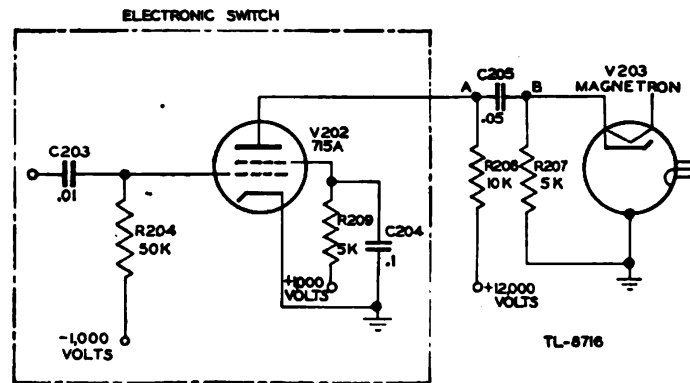 ELECTRONIC SWITCH
C203
.01
R204
50K
-1,000
VOLTS
V202
715A
R209
5K
C204
.1
+1000
VOLTS
A
C205
.05
B
R206
10K
R207
5K
+12,000
VOLTS
V203
MAGNETRON
TL-8716